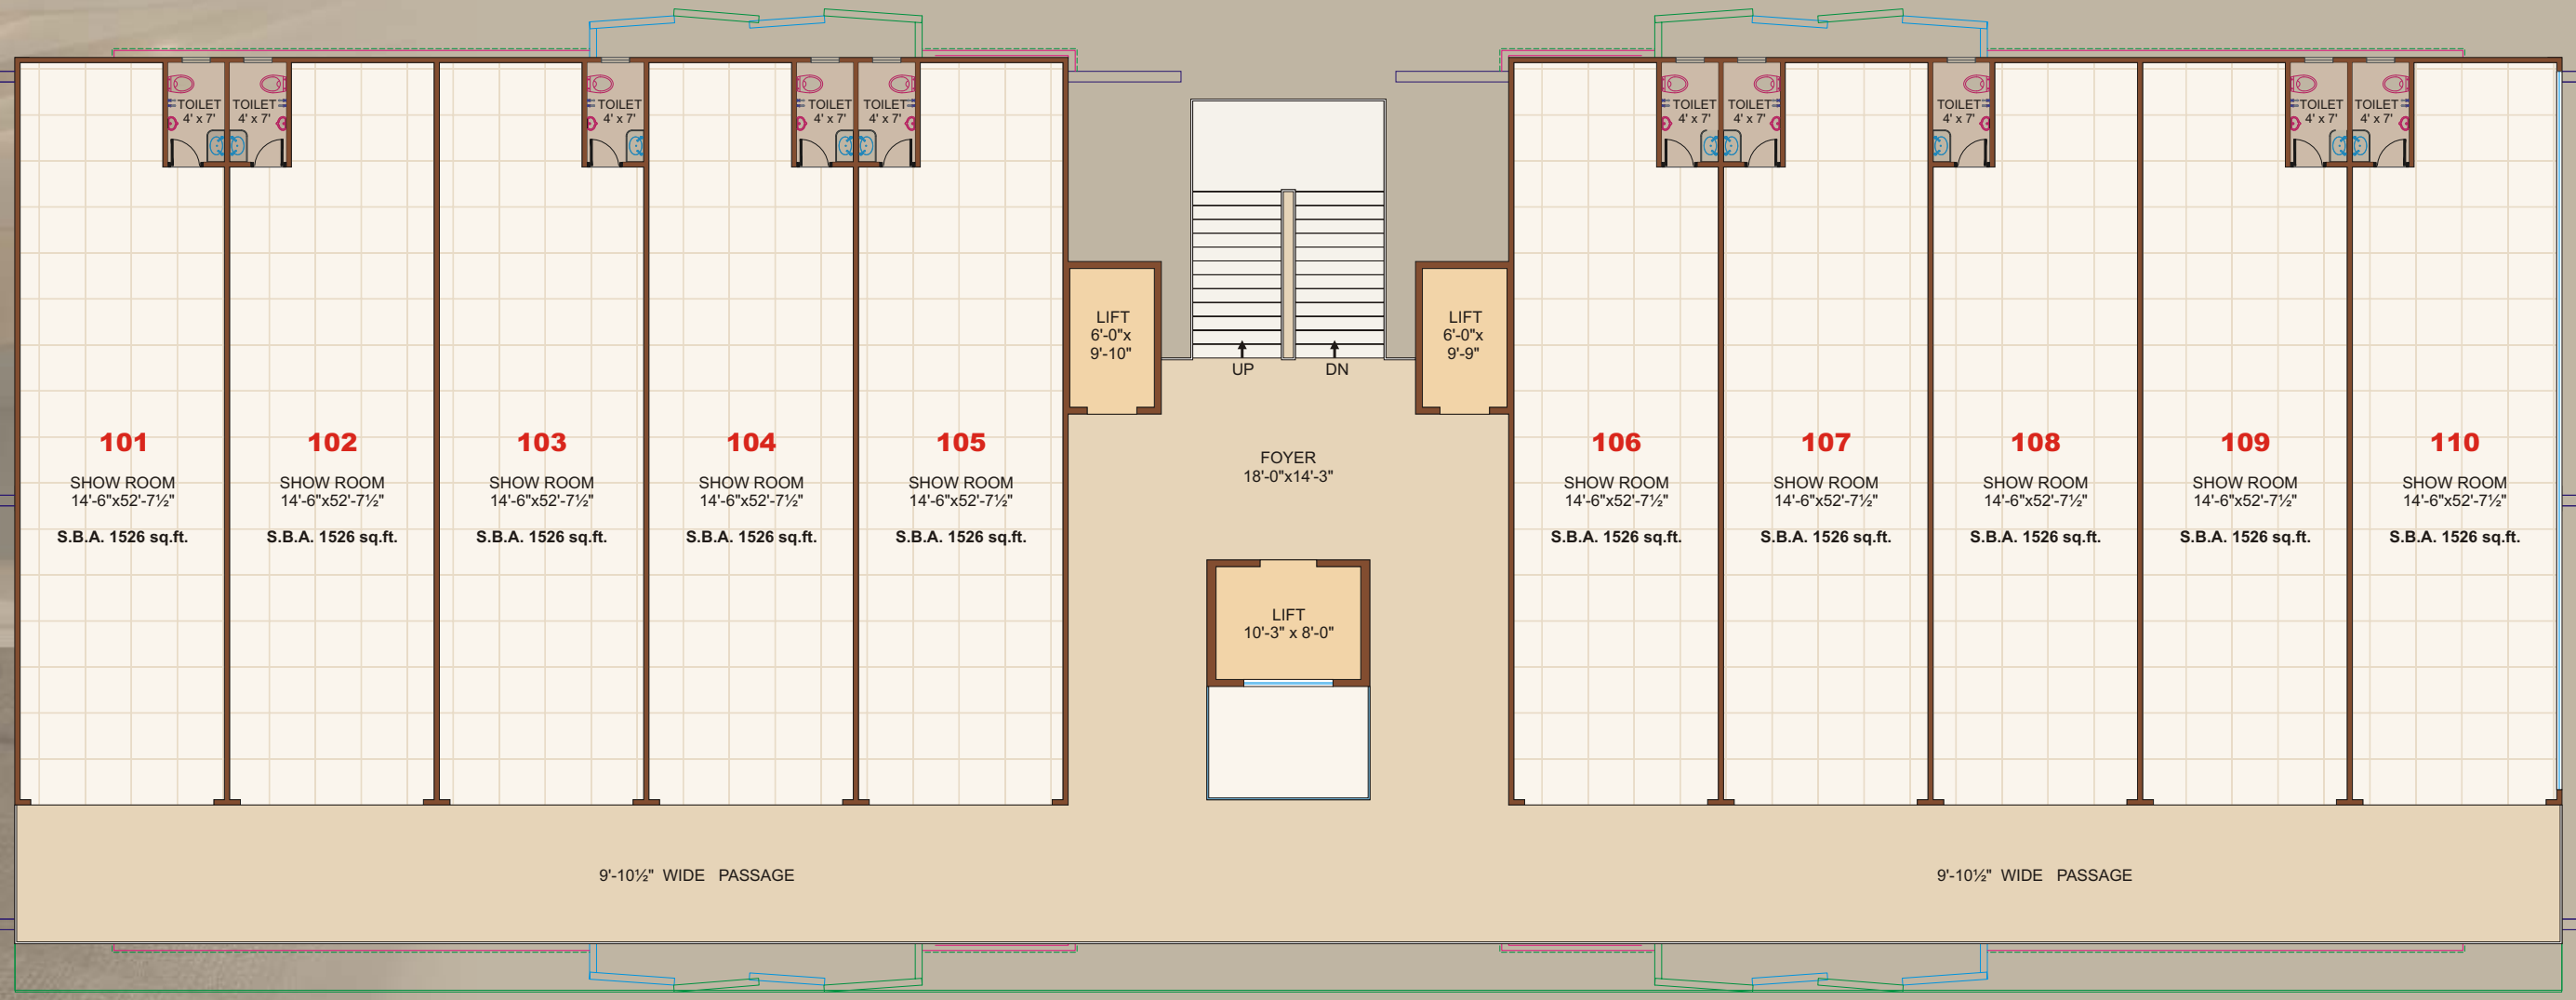 TOILET
4' x 7'
TOILET
4' x 7'
TOILET
4' x 7'
TOILET
4' x 7'
TOILET
4' x 7'
TOILET
4' x 7'
TOILET
4' x 7'
TOILET
4' x 7'
TOILET
4' x 7'
TOILET
4' x 7'
LIFT
6'-0"x
9'-10"
UP
DN
LIFT
6'-0"x
9'-9"
101
SHOW ROOM
14'-6"x52'-7½"
S.B.A. 1526 sq.ft.
102
SHOW ROOM
14'-6"x52'-7½"
S.B.A. 1526 sq.ft.
103
SHOW ROOM
14'-6"x52'-7½"
S.B.A. 1526 sq.ft.
104
SHOW ROOM
14'-6"x52'-7½"
S.B.A. 1526 sq.ft.
105
SHOW ROOM
14'-6"x52'-7½"
S.B.A. 1526 sq.ft.
FOYER
18'-0"x14'-3"
106
SHOW ROOM
14'-6"x52'-7½"
S.B.A. 1526 sq.ft.
107
SHOW ROOM
14'-6"x52'-7½"
S.B.A. 1526 sq.ft.
108
SHOW ROOM
14'-6"x52'-7½"
S.B.A. 1526 sq.ft.
109
SHOW ROOM
14'-6"x52'-7½"
S.B.A. 1526 sq.ft.
110
SHOW ROOM
14'-6"x52'-7½"
S.B.A. 1526 sq.ft.
LIFT
10'-3" x 8'-0"
9'-10½" WIDE PASSAGE
9'-10½" WIDE PASSAGE